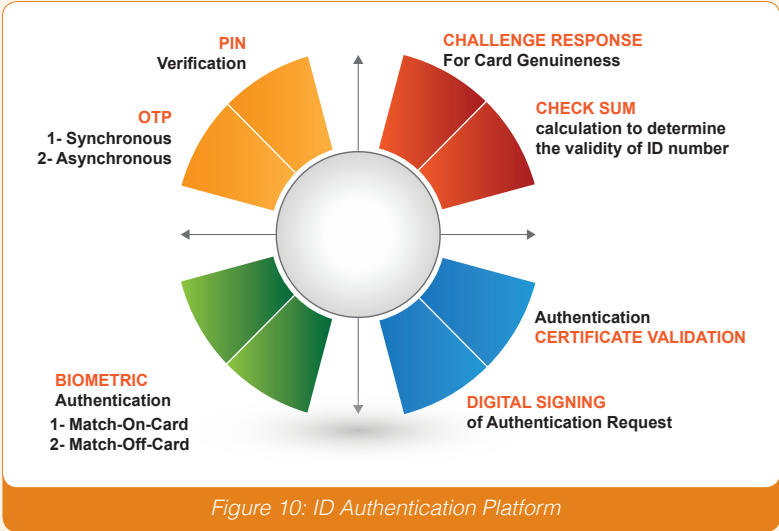 PIN
Verification
OTP
1- Synchronous
2- Asynchronous
CHALLENGE RESPONSE
For Card Genuineness
CHECK SUM
calculation to determine
the validity of ID number
BIOMETRIC
Authentication
1- Match-On-Card
2- Match-Off-Card
Authentication
CERTIFICATE VALIDATION
DIGITAL SIGNING
of Authentication Request
Figure 10: ID Authentication Platform